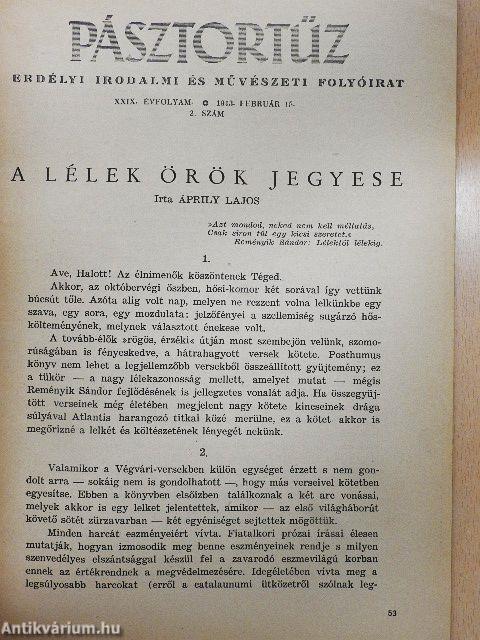 PÁSZTORTŰZ
ERDÉLYI IRODALMI ÉS MŰVÉSZETI FOLYÓIRAT
XXIX. ÉVFOLYAM. 1943. FEBRUÁR 15.
2. SZÁM
A LÉLEK ÖRÖK JEGYESE
Irta ÁPRILY LAJOS
»Azt mondod, neked nem kell méltatás,
Csak síron túl egy kicsi szeretet.«
Reményik Sándor: Lélektől lélekig.
1.
Ave, Halott! Az élnimenők köszöntenek Téged.
Akkor, az októbervégi őszben, hősi-komor két sorával így vettünk
búcsút tőle. Azóta alig volt nap, melyen ne rezzent volna lelkünkbe egy
szava, egy sora, egy mozdulata: jelzőfényei a szellemiség sugárzó hős-
költeményének, melynek választott énekese volt.
A tovább-élők »rögös, érzéki« útján most szembejön velünk, szomo-
rúságában is fényeskedve, a hátrahagyott versek kötete. Posthumus
könyv nem lehet a legjellemzőbb versekből összeállított gyüjtemény; ez
a tükör — a nagy lélekazonosság mellett, amelyet mutat — mégis
Reményik Sándor fejlődésének is jellegzetes vonalát adja. Ha összegyüj-
tött verseinek még életében megjelent nagy kötete kincseinek drága
súlyával Atlantis harangozó titkai közé merülne, ez a kötet akkor is
megőrizné a lelkét és költészetének lényegét nekünk.
2.
Valamikor a Végvári-versekben külön egységet érzett s nem gon-
dolt arra — sokáig nem is gondolhatott —, hogy más verseivel kötetben
egyesítse. Ebben a könyvben elsőízben találkoznak a két arc vonásai,
melyek akkor is egy lelket jelentettek, amikor — az első világháborút
követő sötét zűrzavarban — két egyéniséget sejtettek mögöttük.
Minden harcát eszményeiért vívta. Fiatalkori prózai írásai élesen
mutatják, hogyan izmosodik meg benne eszményeinek rendje s milyen
szenvedélyes elszántsággal készül fel a zavarodó eszmevilágú korban
ennek az értékrendnek a megvédelmezésére. Idegéletében vívta meg a
legsúlyosabb harcokat (erről a catalaunumi ütközetről szólnak leg-
53
Antikvárium.hu